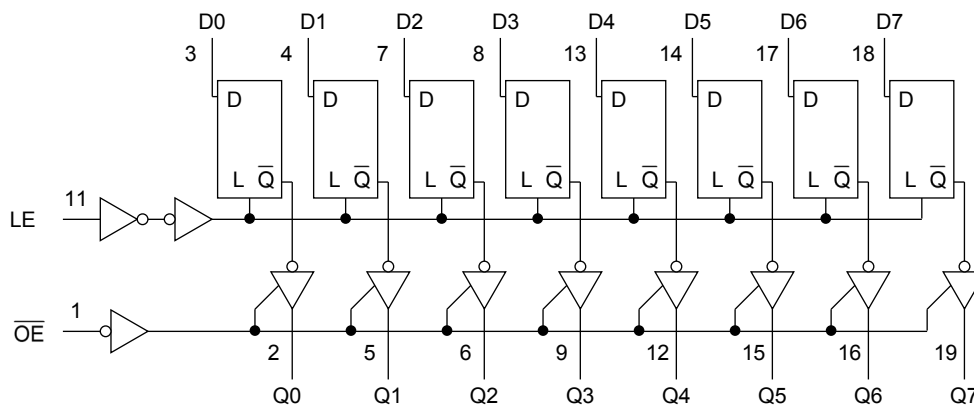 D0 D1 D2 D3 D4 D5 D6 D7
3 4 7 8 13 14 17 18
D D D D D D D D
L Q̅ L Q̅ L Q̅ L Q̅ L Q̅ L Q̅ L Q̅ L Q̅
11
LE
1
O̅E̅
2 5 6 9 12 15 16 19
Q0 Q1 Q2 Q3 Q4 Q5 Q6 Q7